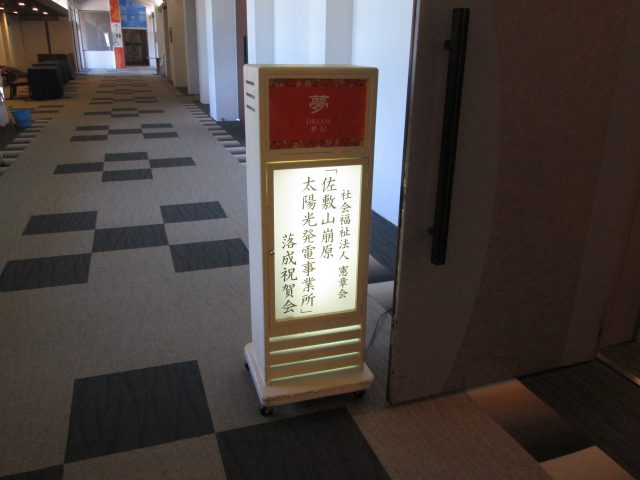 夢
DREAM
社会福祉法人 憲章会
「佐敷山崩原
太陽光発電事業所」
落成祝賀会